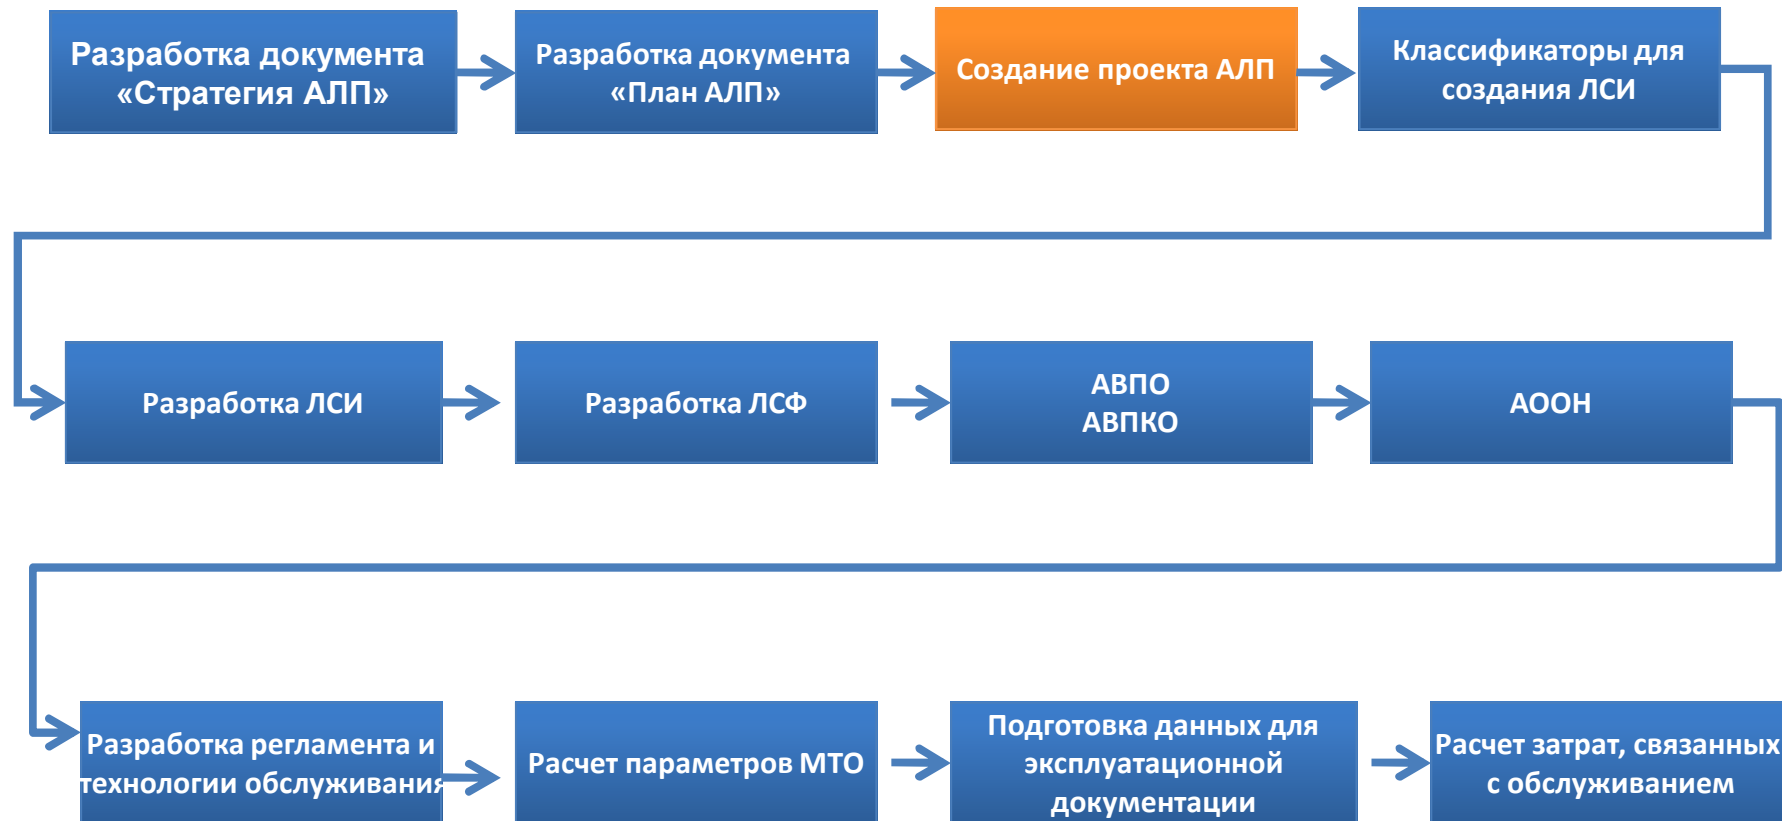 Разработка документа
«Стратегия АЛП»
Разработка документа
«План АЛП»
Создание проекта АЛП
Классификаторы для
создания ЛСИ
Разработка ЛСИ
Разработка ЛСФ
АВПО
АВПКО
АООН
Разработка регламента и
технологии обслуживания
Расчет параметров МТО
Подготовка данных для
эксплуатационной
документации
Расчет затрат, связанных
с обслуживанием